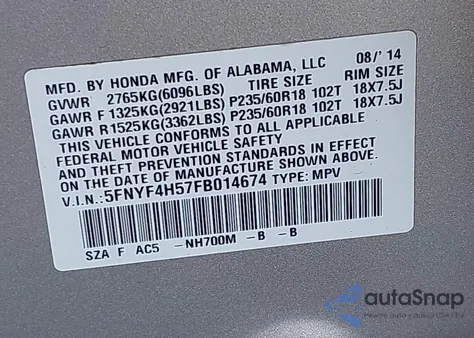 MFD. BY HONDA MFG. OF ALABAMA, LLC 08/'14
GVWR 2765KG(6096LBS) TIRE SIZE RIM SIZE
GAWR F 1325KG(2921LBS) P235/60R18 102T 18X7.5J
GAWR R 1525KG(3362LBS) P235/60R18 102T 18X7.5J
THIS VEHICLE CONFORMS TO ALL APPLICABLE
FEDERAL MOTOR VEHICLE SAFETY
AND THEFT PREVENTION STANDARDS IN EFFECT
ON THE DATE OF MANUFACTURE SHOWN ABOVE.
V.I.N.:5FNYF4H57FB014674 TYPE: MPV
SZA F AC5 -NH700M -B -B
autoSnap